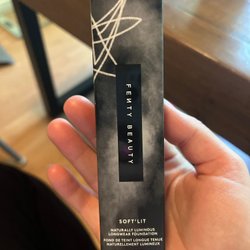 FENTY BEAUTY
SOFT'LIT
NATURALLY LUMINOUS
LONGWEAR FOUNDATION
FOND DE TEINT LONGUE TENUE
NATURELLEMENT LUMINEUX